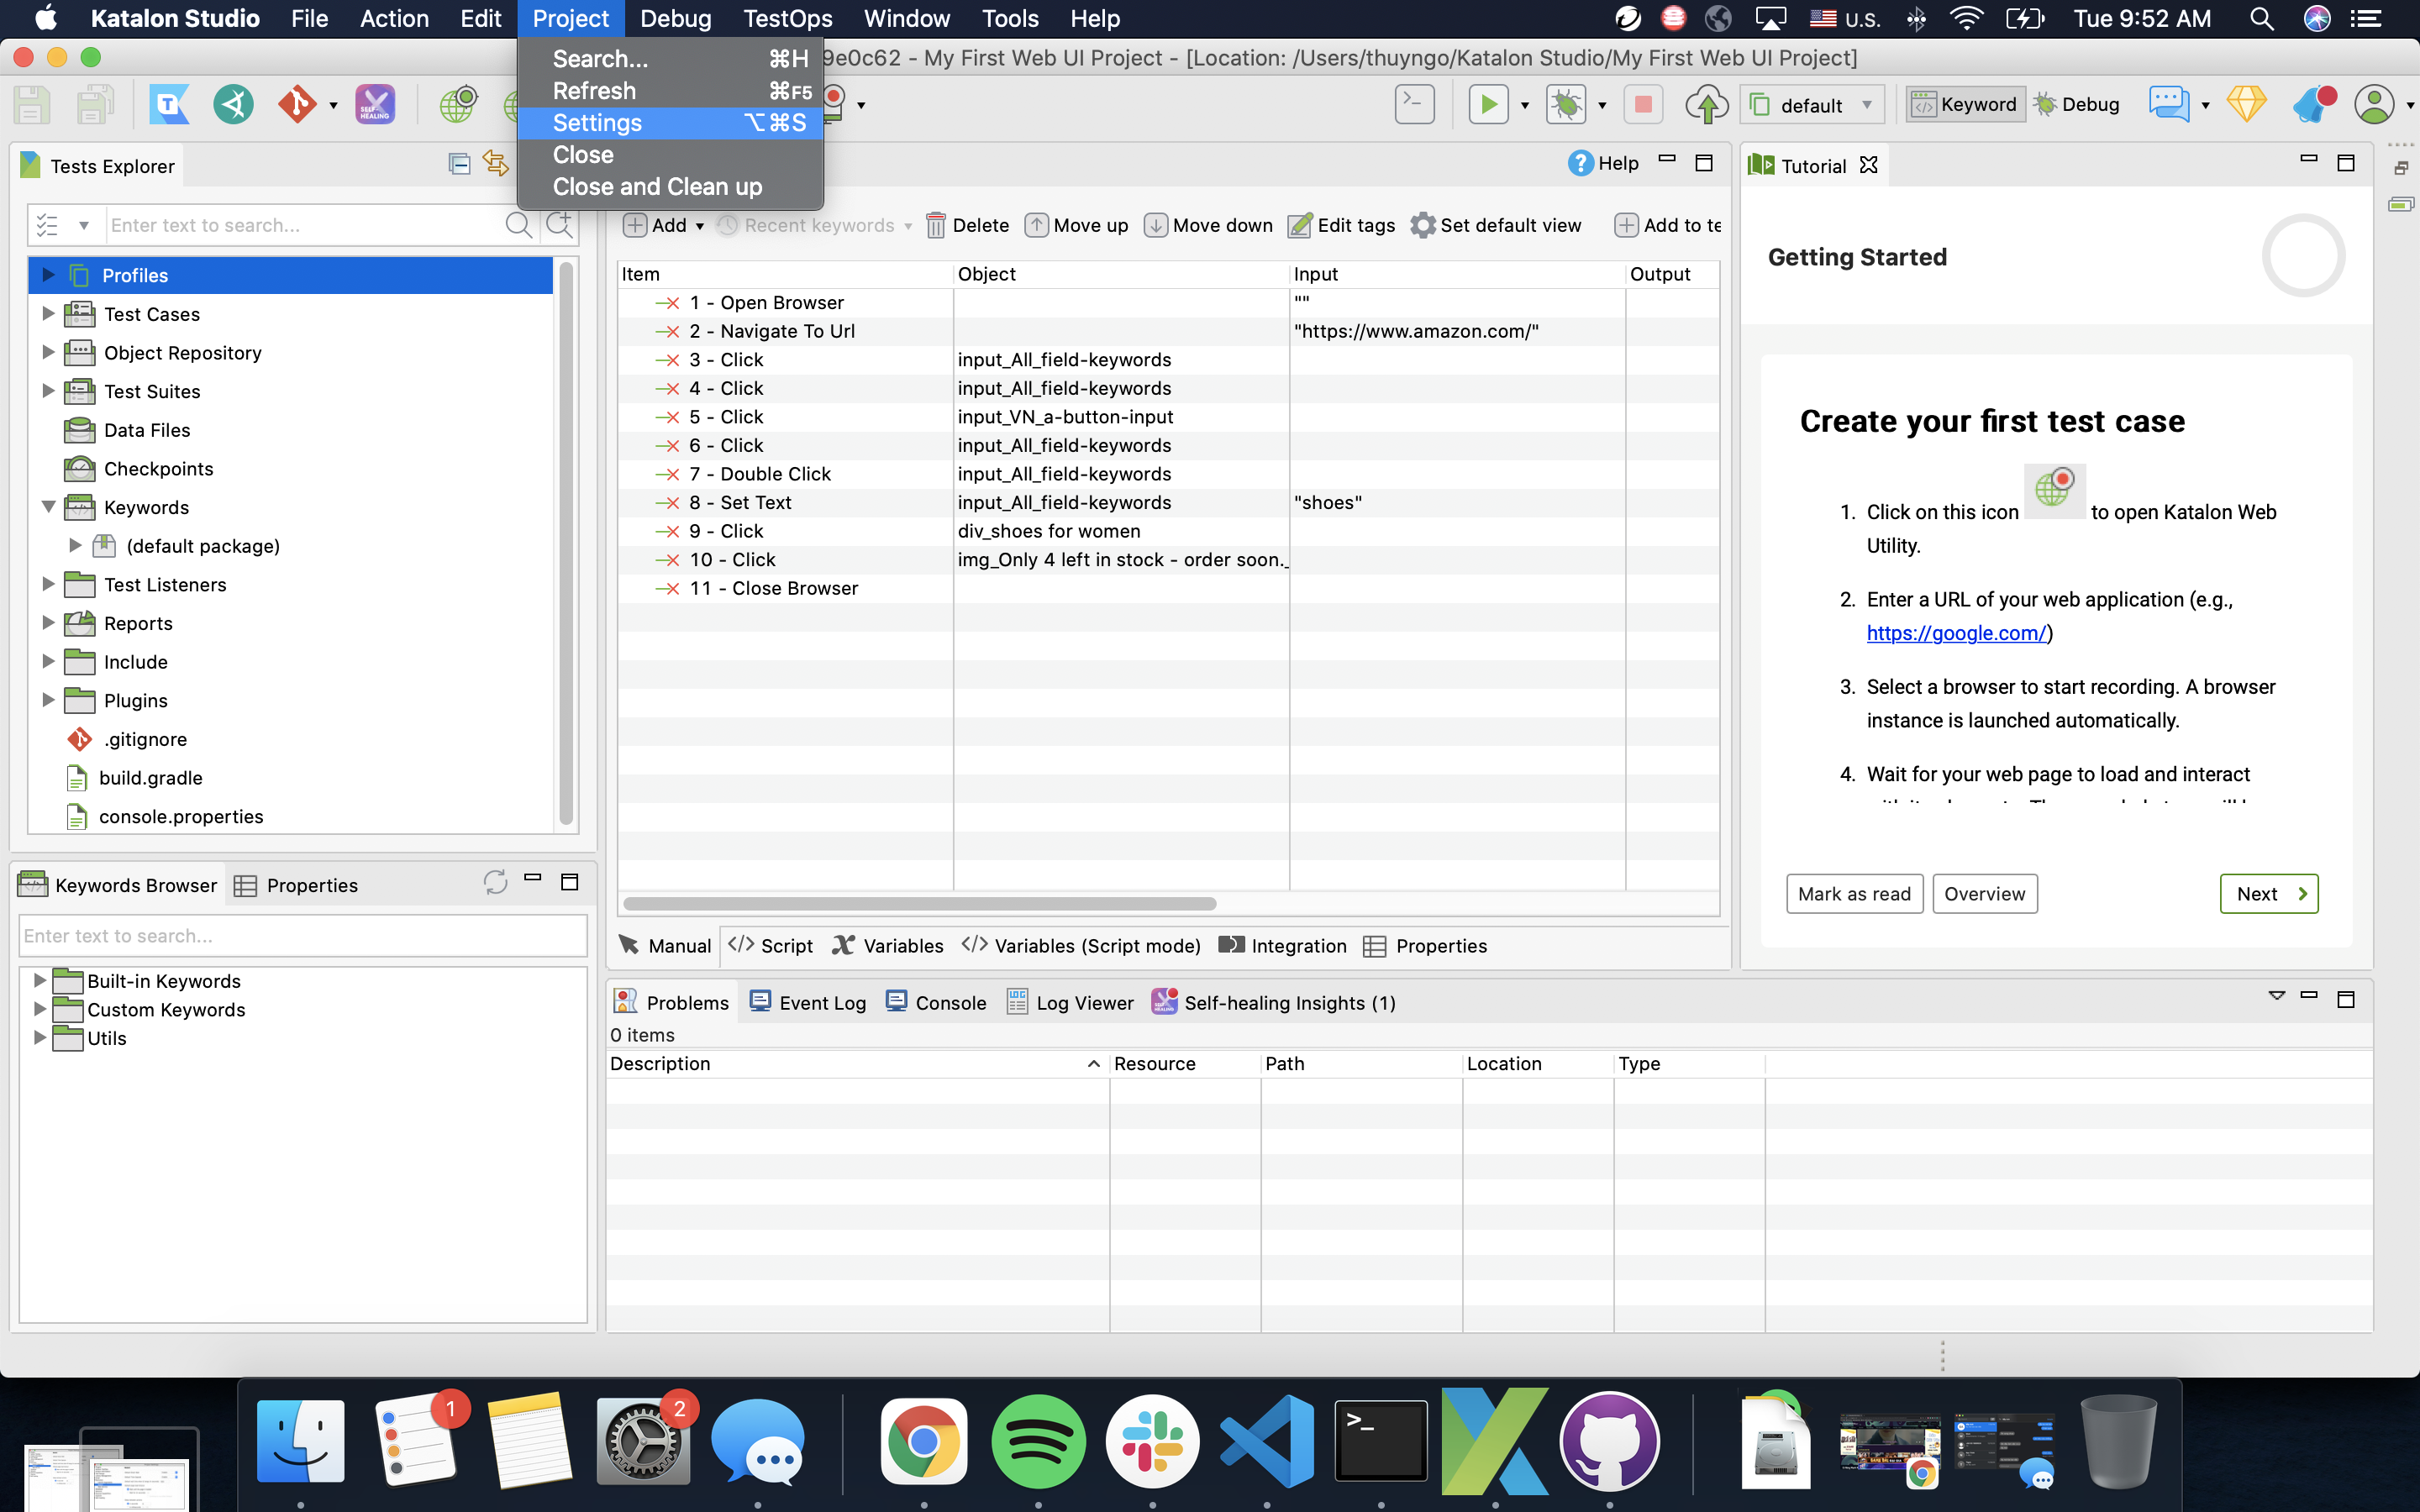 Katalon Studio File Action Edit Project Debug TestOps Window Tools Help U.S. Tue 9:52 AM
Search... ⌘H
Refresh ⌘F5
Settings ⌥⌘S
Close
Close and Clean up
9e0c62 - My First Web UI Project - [Location: /Users/thuyngo/Katalon Studio/My First Web UI Project]
SELF HEALING
default
Keyword
Debug
Tests Explorer
Help
Tutorial
Enter text to search...
Add
Recent keywords
Delete
Move up
Move down
Edit tags
Set default view
Add to te
Profiles
Test Cases
Object Repository
Test Suites
Data Files
Checkpoints
Keywords
(default package)
Test Listeners
Reports
Include
Plugins
.gitignore
build.gradle
console.properties
Item Object Input Output
1 - Open Browser ""
2 - Navigate To Url "https://www.amazon.com/"
3 - Click input_All_field-keywords
4 - Click input_All_field-keywords
5 - Click input_VN_a-button-input
6 - Click input_All_field-keywords
7 - Double Click input_All_field-keywords
8 - Set Text input_All_field-keywords "shoes"
9 - Click div_shoes for women
10 - Click img_Only 4 left in stock - order soon._
11 - Close Browser
Getting Started
Create your first test case
1. Click on this icon to open Katalon Web
Utility.
2. Enter a URL of your web application (e.g.,
https://google.com/)
3. Select a browser to start recording. A browser
instance is launched automatically.
4. Wait for your web page to load and interact
Mark as read
Overview
Next
Keywords Browser
Properties
Enter text to search...
Built-in Keywords
Custom Keywords
Utils
Manual
Script
Variables
Variables (Script mode)
Integration
Properties
Problems
Event Log
Console
Log Viewer
Self-healing Insights (1)
0 items
Description Resource Path Location Type
1
2